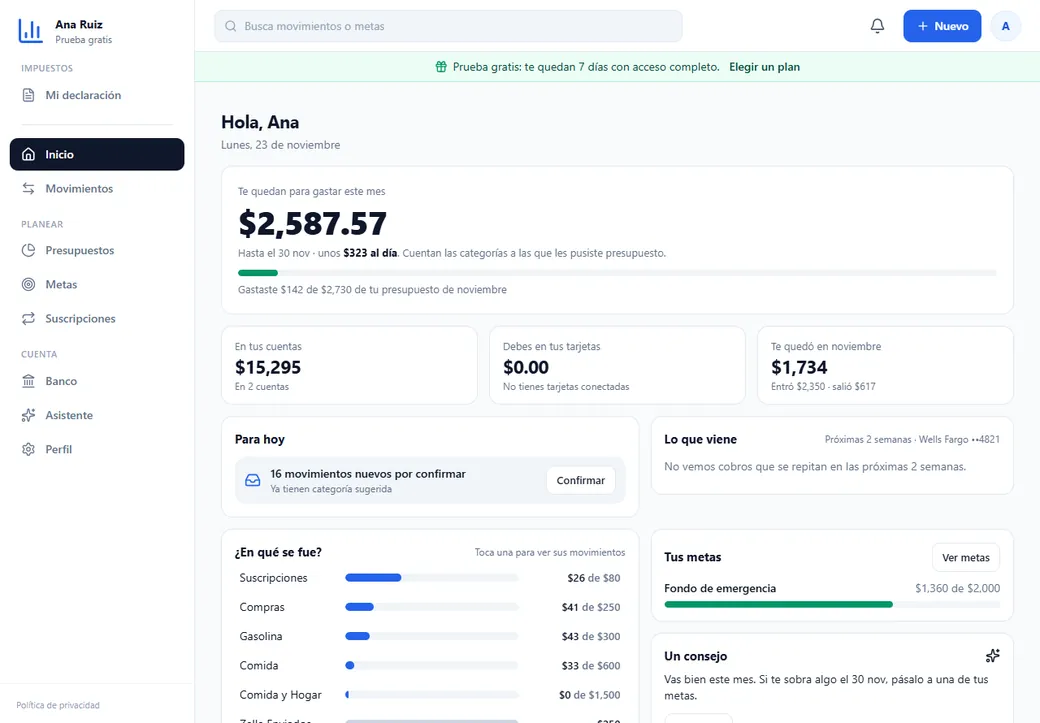 Ana Ruiz
Prueba gratis
IMPUESTOS
Mi declaración
Inicio
Movimientos
PLANEAR
Presupuestos
Metas
Suscripciones
CUENTA
Banco
Asistente
Perfil
Política de privacidad
Busca movimientos o metas
+ Nuevo
A
Prueba gratis: te quedan 7 días con acceso completo. Elegir un plan
Hola, Ana
Lunes, 23 de noviembre
Te quedan para gastar este mes
$2,587.57
Hasta el 30 nov · unos $323 al día. Cuentan las categorías a las que les pusiste presupuesto.
Gastaste $142 de $2,730 de tu presupuesto de noviembre
En tus cuentas
$15,295
En 2 cuentas
Debes en tus tarjetas
$0.00
No tienes tarjetas conectadas
Te quedó en noviembre
$1,734
Entró $2,350 · salió $617
Para hoy
16 movimientos nuevos por confirmar
Ya tienen categoría sugerida
Confirmar
Lo que viene
Próximas 2 semanas · Wells Fargo ••4821
No vemos cobros que se repitan en las próximas 2 semanas.
¿En qué se fue?
Toca una para ver sus movimientos
Suscripciones $26 de $80
Compras $41 de $250
Gasolina $43 de $300
Comida $33 de $600
Comida y Hogar $0 de $1,500
Tus metas
Ver metas
Fondo de emergencia $1,360 de $2,000
Un consejo
Vas bien este mes. Si te sobra algo el 30 nov, pásalo a una de tus
metas.